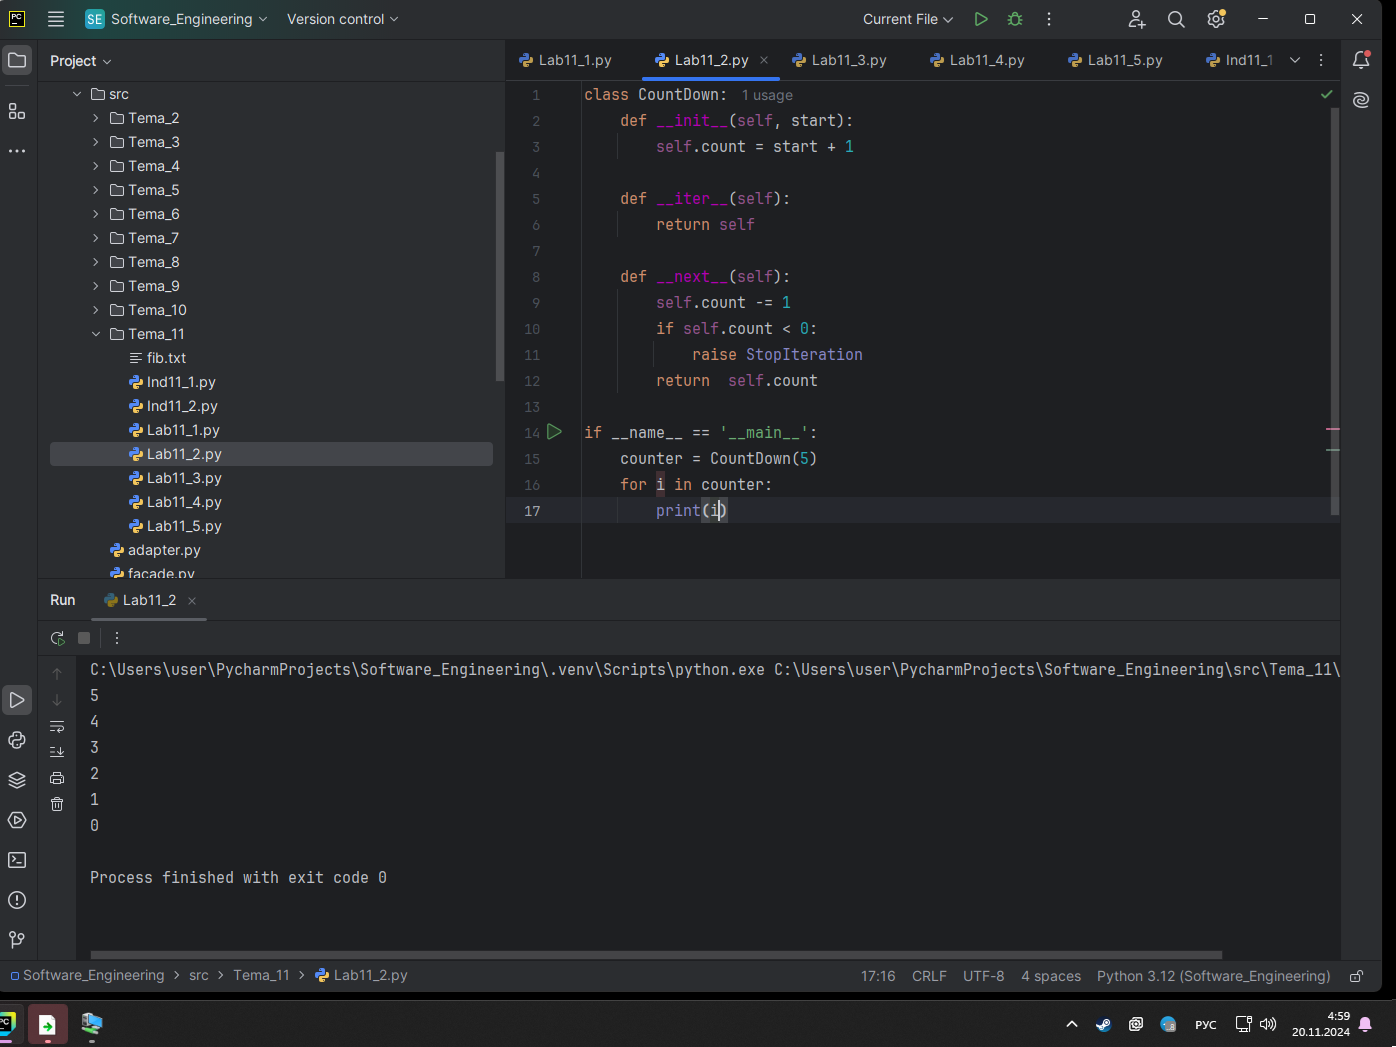 PC
SE Software_Engineering Version control Current File
Project
Lab11_1.py Lab11_2.py Lab11_3.py Lab11_4.py Lab11_5.py Ind11_1
src
Tema_2
Tema_3
Tema_4
Tema_5
Tema_6
Tema_7
Tema_8
Tema_9
Tema_10
Tema_11
fib.txt
Ind11_1.py
Ind11_2.py
Lab11_1.py
Lab11_2.py
Lab11_3.py
Lab11_4.py
Lab11_5.py
adapter.py
facade.py
1 class CountDown: 1 usage
2 def __init__(self, start):
3 self.count = start + 1
4
5 def __iter__(self):
6 return self
7
8 def __next__(self):
9 self.count -= 1
10 if self.count < 0:
11 raise StopIteration
12 return  self.count
13
14 if __name__ == '__main__':
15 counter = CountDown(5)
16 for i in counter:
17 print(i)
Run Lab11_2
C:\Users\user\PycharmProjects\Software_Engineering\.venv\Scripts\python.exe C:\Users\user\PycharmProjects\Software_Engineering\src\Tema_11\
5
4
3
2
1
0
Process finished with exit code 0
Software_Engineering > src > Tema_11 > Lab11_2.py 17:16 CRLF UTF-8 4 spaces Python 3.12 (Software_Engineering)
PC
РУС
4:59
20.11.2024